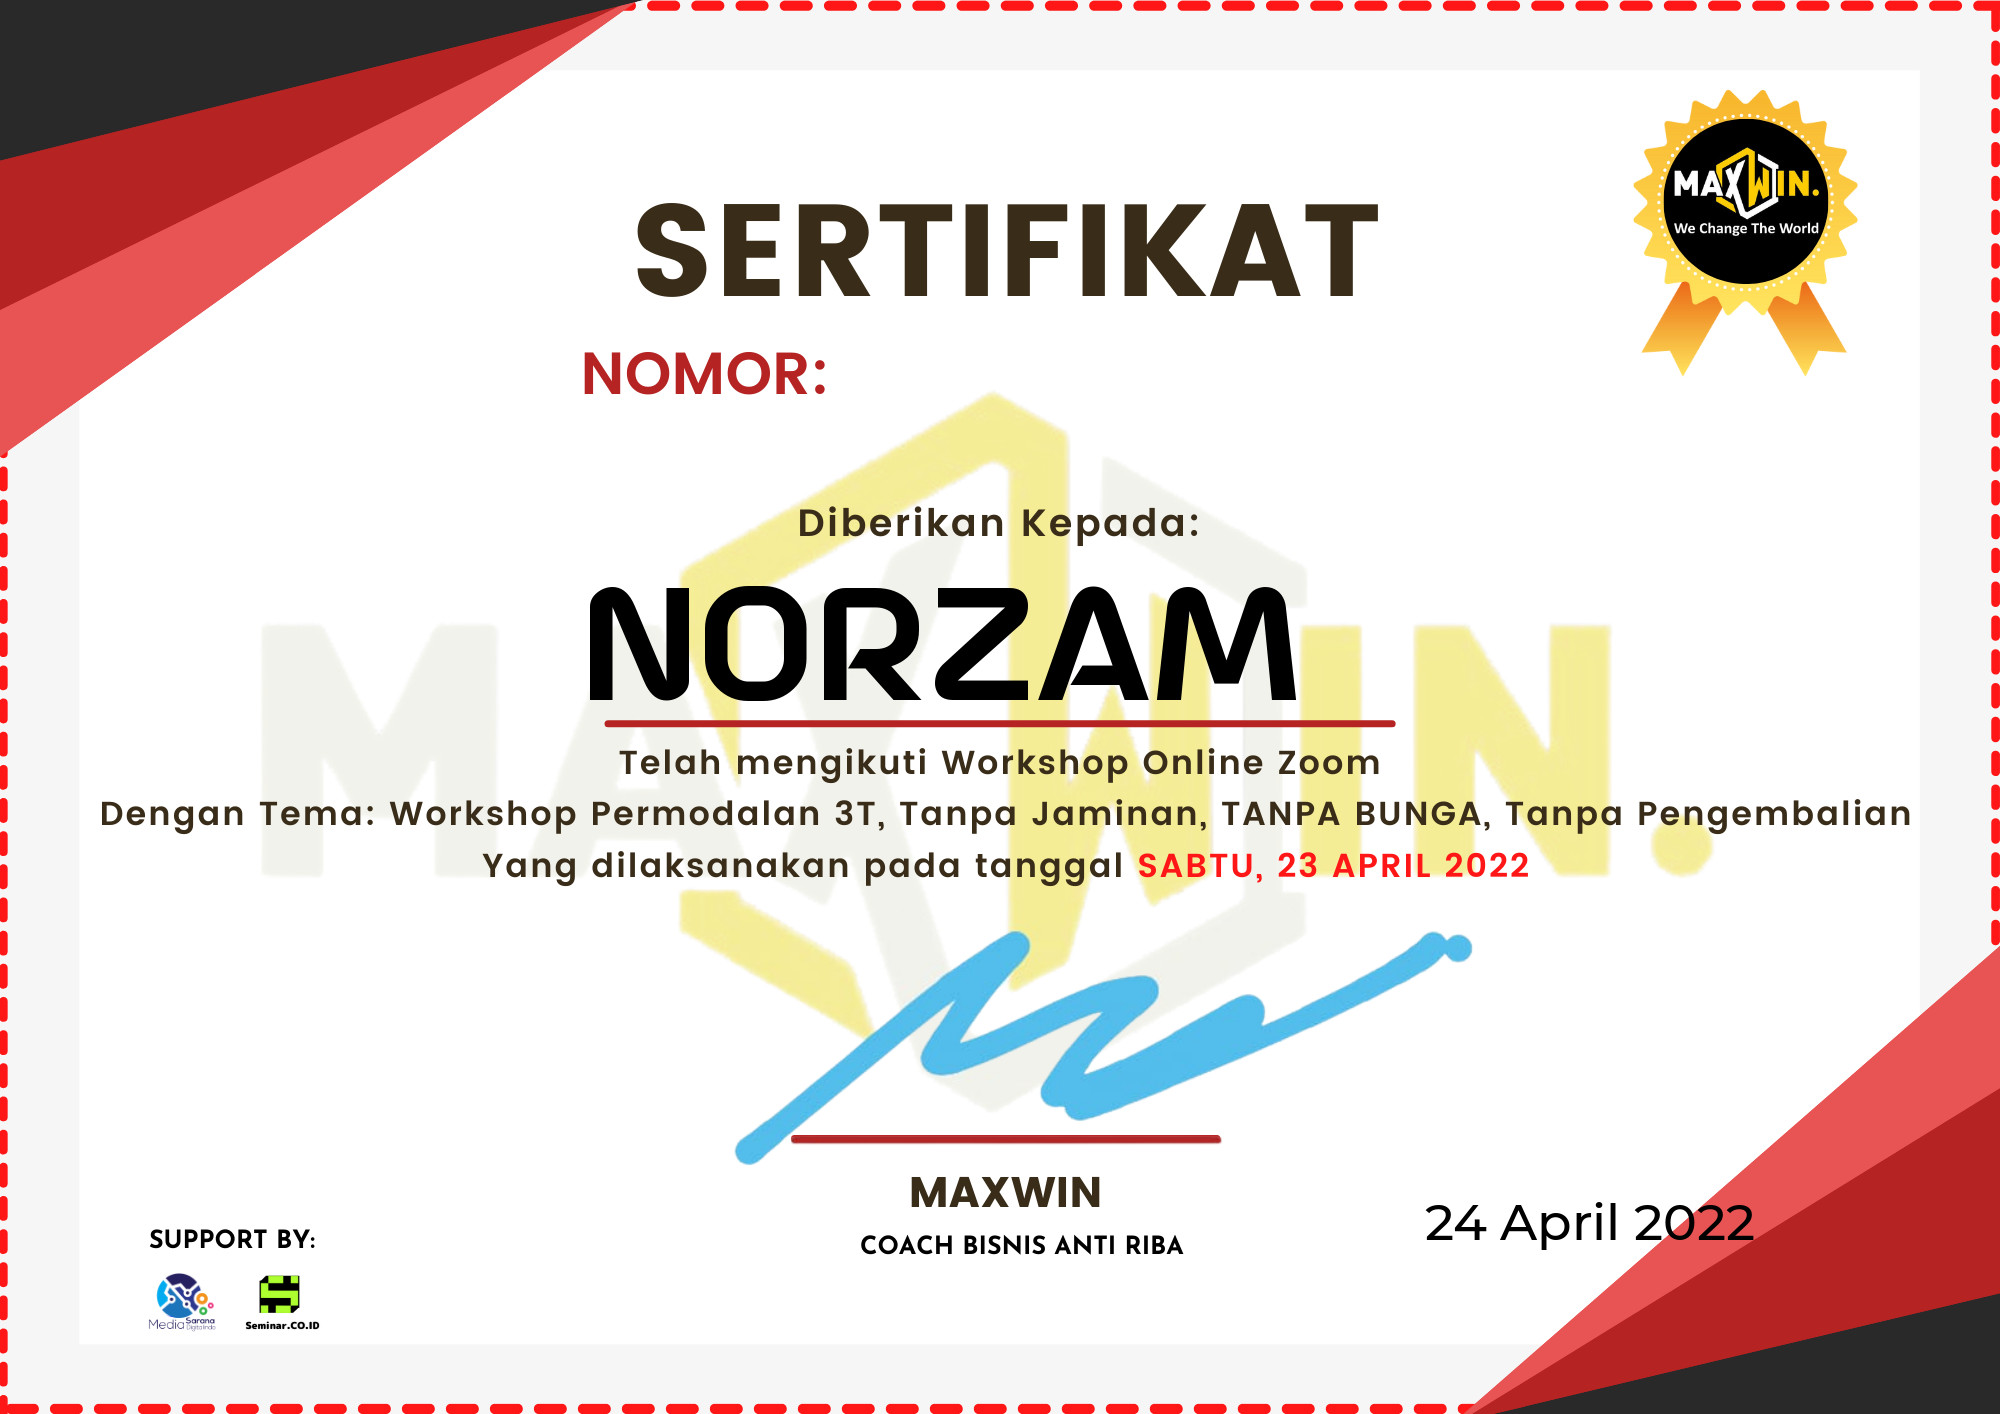 MAXWIN.
We Change The World
SERTIFIKAT
NOMOR:
Diberikan Kepada:
NORZAM
MAXWIN.
Telah mengikuti Workshop Online Zoom
Dengan Tema: Workshop Permodalan 3T, Tanpa Jaminan, TANPA BUNGA, Tanpa Pengembalian
Yang dilaksanakan pada tanggal SABTU, 23 APRIL 2022
MAXWIN
COACH BISNIS ANTI RIBA
24 April 2022
SUPPORT BY:
Media Sarana
Digitalindo
Seminar.CO.ID